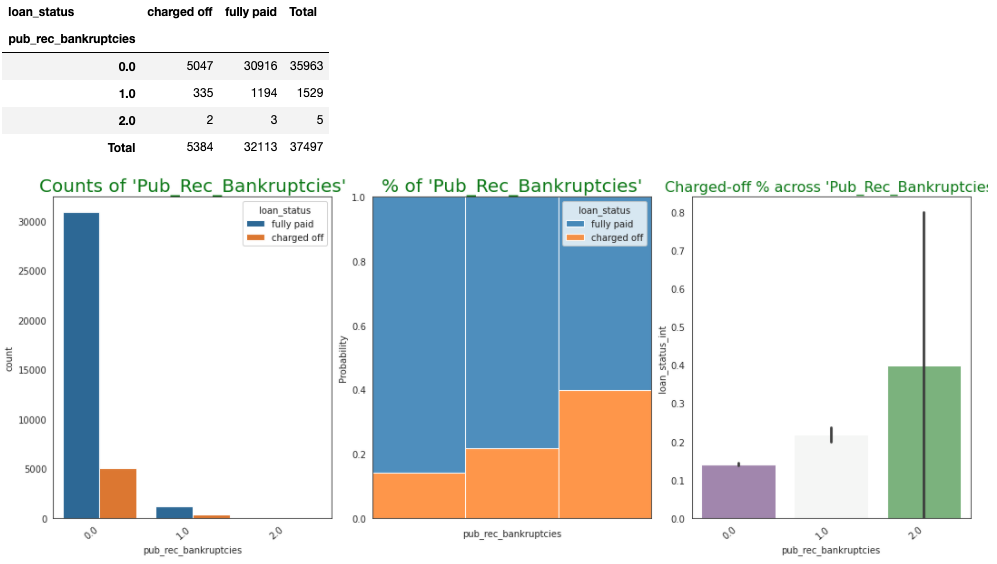 loan_status charged off fully paid Total
pub_rec_bankruptcies
0.0 5047 30916 35963
1.0 335 1194 1529
2.0 2 3 5
Total 5384 32113 37497
Counts of 'Pub_Rec_Bankruptcies'
loan_status
fully paid
charged off
30000
25000
20000
15000
10000
5000
0
count
0.0 1.0 2.0
pub_rec_bankruptcies
% of 'Pub_Rec_Bankruptcies'
loan_status
fully paid
charged off
1.0
0.8
0.6
0.4
0.2
0.0
Probability
pub_rec_bankruptcies
Charged-off % across 'Pub_Rec_Bankruptcies
0.8
0.7
0.6
0.5
0.4
0.3
0.2
0.1
0.0
loan_status_int
0.0 1.0 2.0
pub_rec_bankruptcies